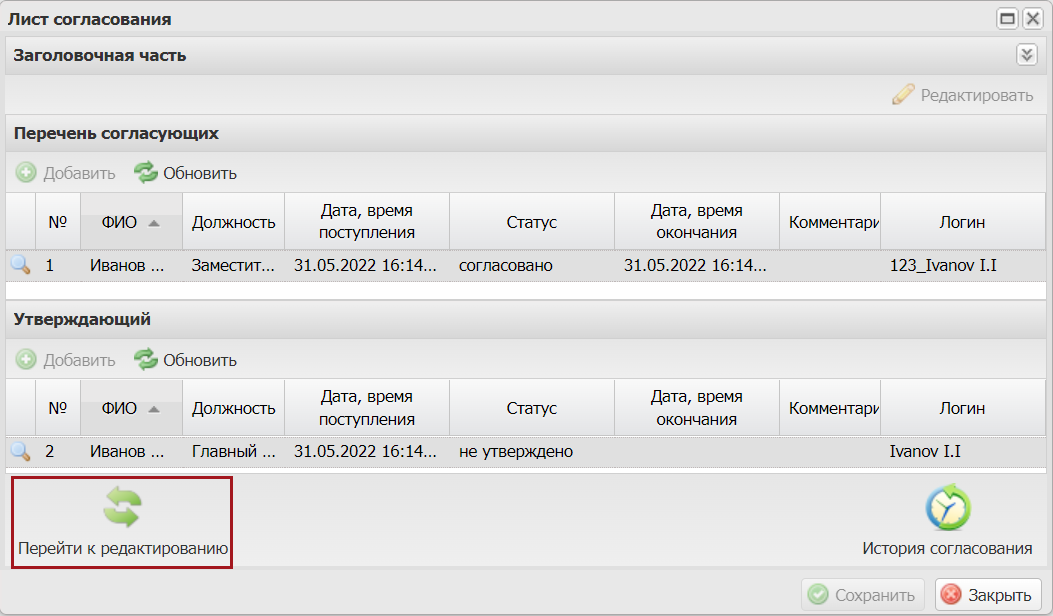 Лист согласования
Заголовочная часть
Редактировать
Перечень согласующих
Добавить Обновить
№ ФИО Должность Дата, время поступления Статус Дата, время окончания Комментари Логин
1 Иванов ... Заместит... 31.05.2022 16:14... согласовано 31.05.2022 16:14... 123_Ivanov I.I
Утверждающий
Добавить Обновить
№ ФИО Должность Дата, время поступления Статус Дата, время окончания Комментари Логин
2 Иванов ... Главный ... 31.05.2022 16:14... не утверждено Ivanov I.I
Перейти к редактированию История согласования
Сохранить Закрыть